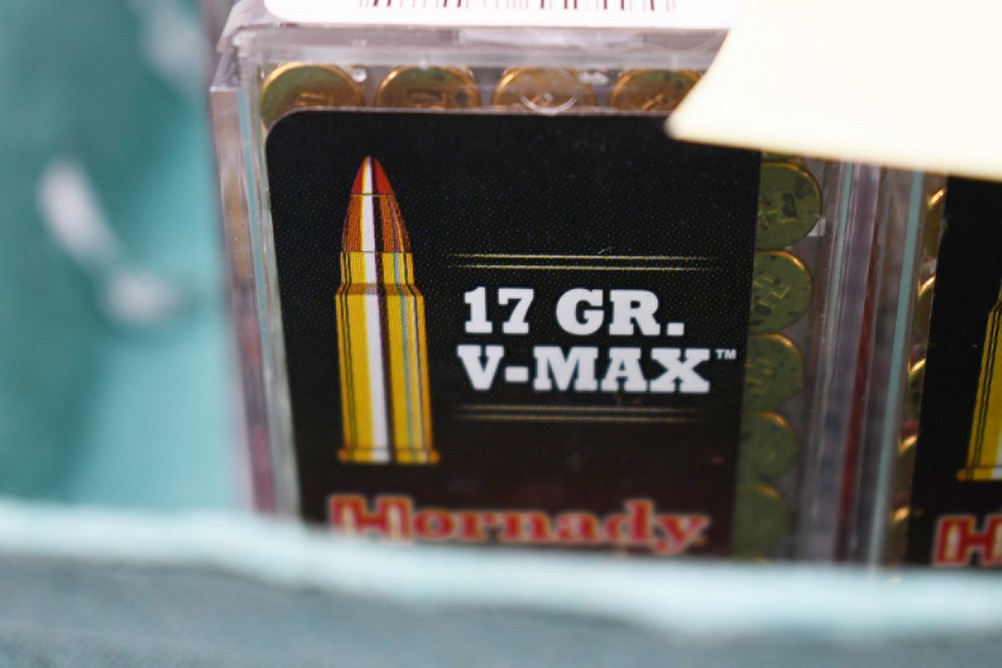 17 GR.
V-MAX™
Hornady
H